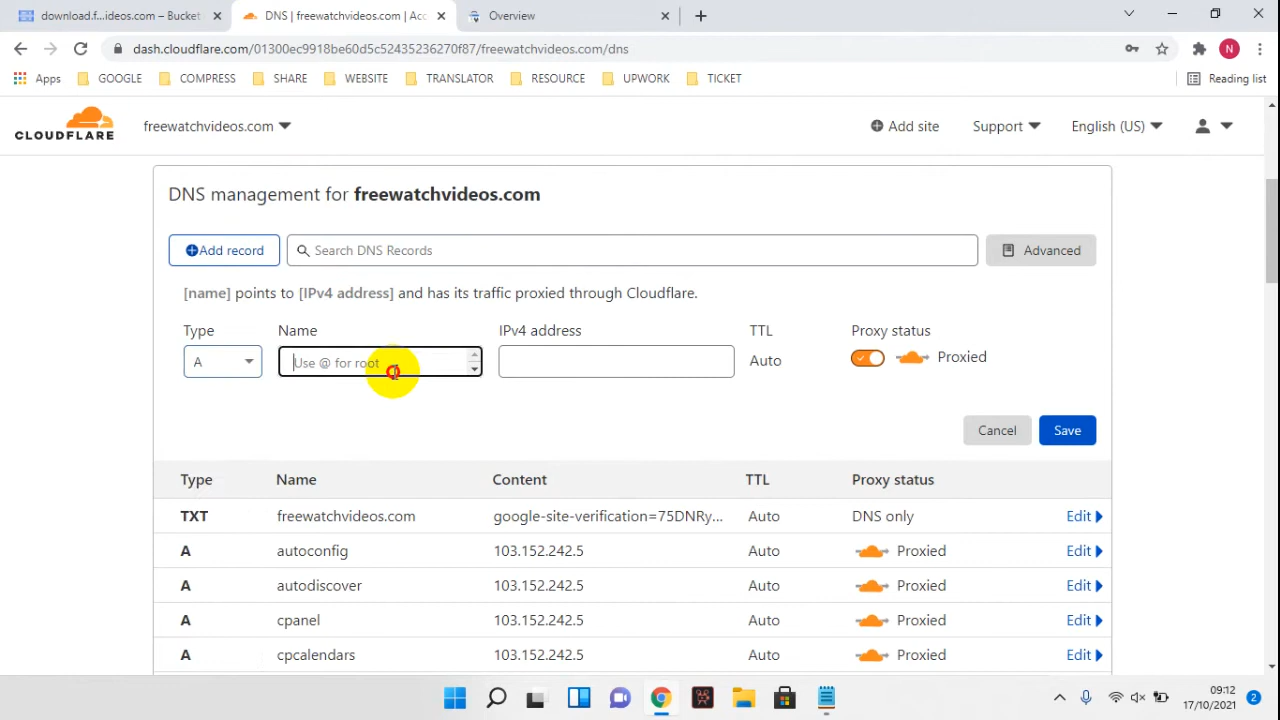 download.f...ideos.com – Bucket
DNS | freewatchvideos.com | Acc
Overview
dash.cloudflare.com/01300ec9918be60d5c52435236270f87/freewatchvideos.com/dns
N
Apps GOOGLE COMPRESS SHARE WEBSITE TRANSLATOR RESOURCE UPWORK TICKET Reading list
CLOUDFLARE
freewatchvideos.com
Add site Support English (US)
DNS management for freewatchvideos.com
Add record
Search DNS Records
Advanced
[name] points to [IPv4 address] and has its traffic proxied through Cloudflare.
Type Name IPv4 address TTL Proxy status
A Use @ for root Auto Proxied
Cancel Save
Type Name Content TTL Proxy status
TXT freewatchvideos.com google-site-verification=75DNRy... Auto DNS only Edit
A autoconfig 103.152.242.5 Auto Proxied Edit
A autodiscover 103.152.242.5 Auto Proxied Edit
A cpanel 103.152.242.5 Auto Proxied Edit
A cpcalendars 103.152.242.5 Auto Proxied Edit
09:12
17/10/2021
2